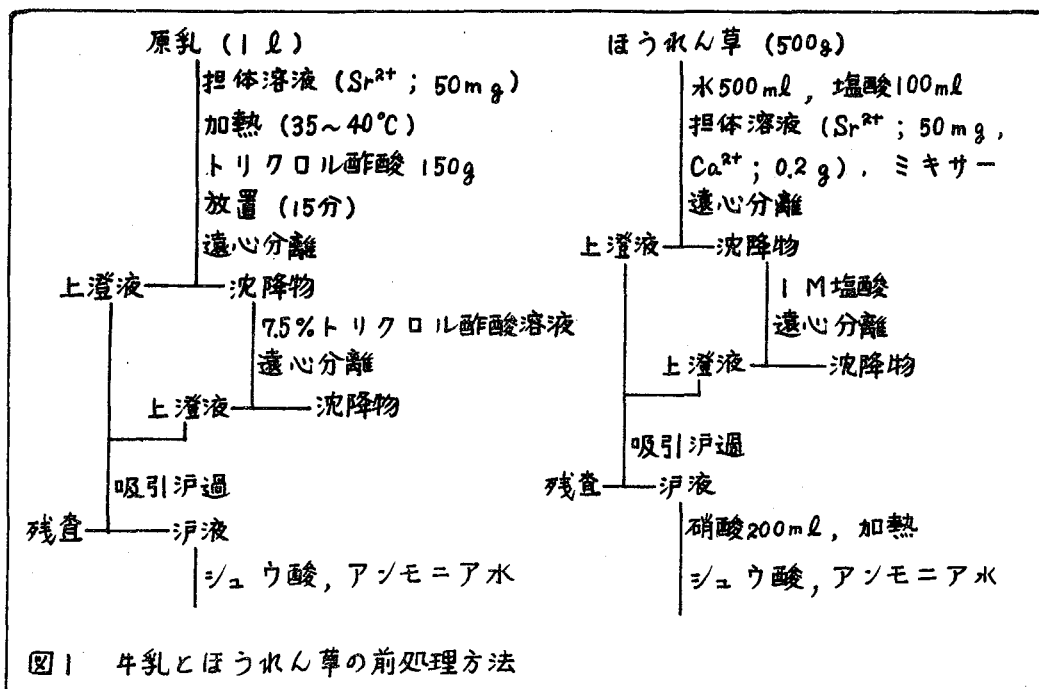 原乳 (1 ℓ)
担体溶液 (Sr²⁺ ; 50mg)
加熱 (35~40℃)
トリクロル酢酸 150g
放置 (15分)
遠心分離
上澄液 沈降物
7.5%トリクロル酢酸溶液
遠心分離
上澄液 沈降物
吸引沪過
残査 沪液
シュウ酸, アンモニア水
ほうれん草 (500g)
水500mℓ, 塩酸100mℓ
担体溶液 (Sr²⁺ ; 50mg,
Ca²⁺ ; 0.2g), ミキサー
遠心分離
上澄液 沈降物
1M塩酸
遠心分離
上澄液 沈降物
吸引沪過
残査 沪液
硝酸200mℓ, 加熱
シュウ酸, アンモニア水
図1 牛乳とほうれん草の前処理方法